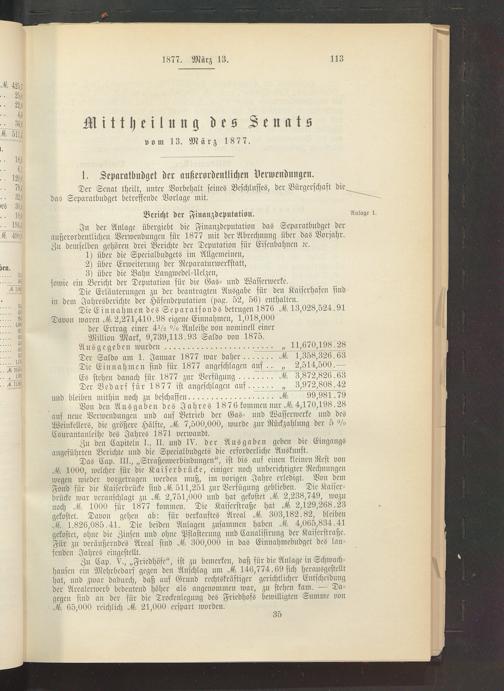 1877. März 13.
113
Mittheilung des Senats
vom 13. März 1877.
1. Separatbudget der außerordentlichen Verwendungen.
Der Senat theilt, unter Vorbehalt seines Beschlusses, der Bürgerschaft die
das Separatbudget betreffende Vorlage mit.
Bericht der Finanzdeputation.
Anlage 1.
In der Anlage übergiebt die Finanzdeputation das Separatbudget der
außerordentlichen Verwendungen für 1877 mit der Abrechnung über das Vorjahr.
Zu demselben gehören drei Berichte der Deputation für Eisenbahnen ꝛc.
1) über die Specialbudgets im Allgemeinen,
2) über Erweiterung der Reparaturwerkstatt,
3) über die Bahn Langwedel-Uelzen,
sowie ein Bericht der Deputation für die Gas- und Wasserwerke.
Die Erläuterungen zu der beantragten Ausgabe für den Kaiserhafen sind
in dem Jahresberichte der Häfendeputation (pag. 52, 56) enthalten.
Die Einnahmen des Separatfonds betrugen 1876 ℳ 13,028,524.91
Davon waren ℳ 2,271,410.98 eigene Einnahmen, 1,018,000
der Ertrag einer 4½ % Anleihe von nominell einer
Million Mark, 9,739,113.93 Saldo von 1875.
Ausgegeben wurden .......... „ 11,670,198.28
Der Saldo am 1. Januar 1877 war daher ....... ℳ 1,358,326.63
Die Einnahmen sind für 1877 angeschlagen auf .. „ 2,514,500.—
Es stehen danach für 1877 zur Verfügung ........ ℳ 3,872,826.63
Der Bedarf für 1877 ist angeschlagen auf ...... „ 3,972,808.42
und bleiben mithin noch zu beschaffen ............ ℳ 99,981.79
Von den Ausgaben des Jahres 1876 kommen nur ℳ 4,170,198.28
auf neue Verwendungen und auf Betrieb der Gas- und Wasserwerke und des
Weinkellers, die größere Hälfte, ℳ 7,500,000, wurde zur Rückzahlung der 5 %
Courantanleihe des Jahres 1871 verwandt.
Zu den Capiteln I., II. und IV. der Ausgaben geben die Eingangs
angeführten Berichte und die Specialbudgets die erforderliche Auskunft.
Das Cap. III., „Straßenverbindungen", ist bis auf einen kleinen Rest von
ℳ 1000, welcher für die Kaiserbrücke, einiger noch unberichtigter Rechnungen
wegen wieder vorgetragen werden muß, im vorigen Jahre erledigt. Von dem
Fond für die Kaiserbrücke sind ℳ 511,251 zur Verfügung geblieben. Die Kaiser-
brücke war veranschlagt zu ℳ 2,751,000 und hat gekostet ℳ 2,238,749, wozu
noch ℳ 1000 für 1877 kommen. Die Kaiserstraße hat ℳ 2,129,268.23
gekostet. Davon gehen ab: für verkauftes Areal ℳ 303,182.82, bleiben
ℳ 1,826,085.41. Die beiden Anlagen zusammen haben ℳ 4,065,834.41
gekostet, ohne die Zinsen und ohne Pflasterung und Canalisirung der Kaiserstraße.
Für zu veräußerndes Areal sind ℳ 300,000 in das Einnahmebudget des lau-
fenden Jahres eingestellt.
Zu Cap. V., „Friedhöfe", ist zu bemerken, daß für die Anlage in Schwach-
hausen ein Mehrbedarf gegen den Anschlag um ℳ 146,774.69 sich herausgestellt
hat, und zwar dadurch, daß auf Grund rechtskräftiger gerichtlicher Entscheidung
der Arealerwerb bedeutend höher als angenommen war, zu stehen kam. — Da-
gegen sind an der für die Trockenlegung des Friedhofs bewilligten Summe von
ℳ 65,000 reichlich ℳ 21,000 erspart worden.
35